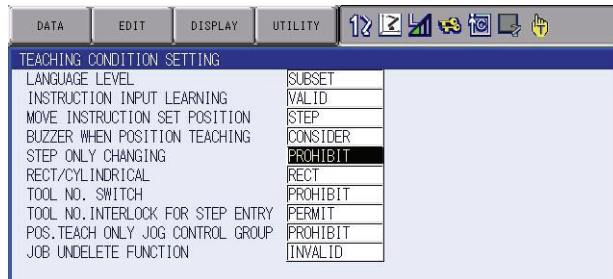 DATA EDIT DISPLAY UTILITY
TEACHING CONDITION SETTING
LANGUAGE LEVEL SUBSET
INSTRUCTION INPUT LEARNING VALID
MOVE INSTRUCTION SET POSITION STEP
BUZZER WHEN POSITION TEACHING CONSIDER
STEP ONLY CHANGING PROHIBIT
RECT/CYLINDRICAL RECT
TOOL NO. SWITCH PROHIBIT
TOOL NO.INTERLOCK FOR STEP ENTRY PERMIT
POS.TEACH ONLY JOG CONTROL GROUP PROHIBIT
JOB UNDELETE FUNCTION INVALID